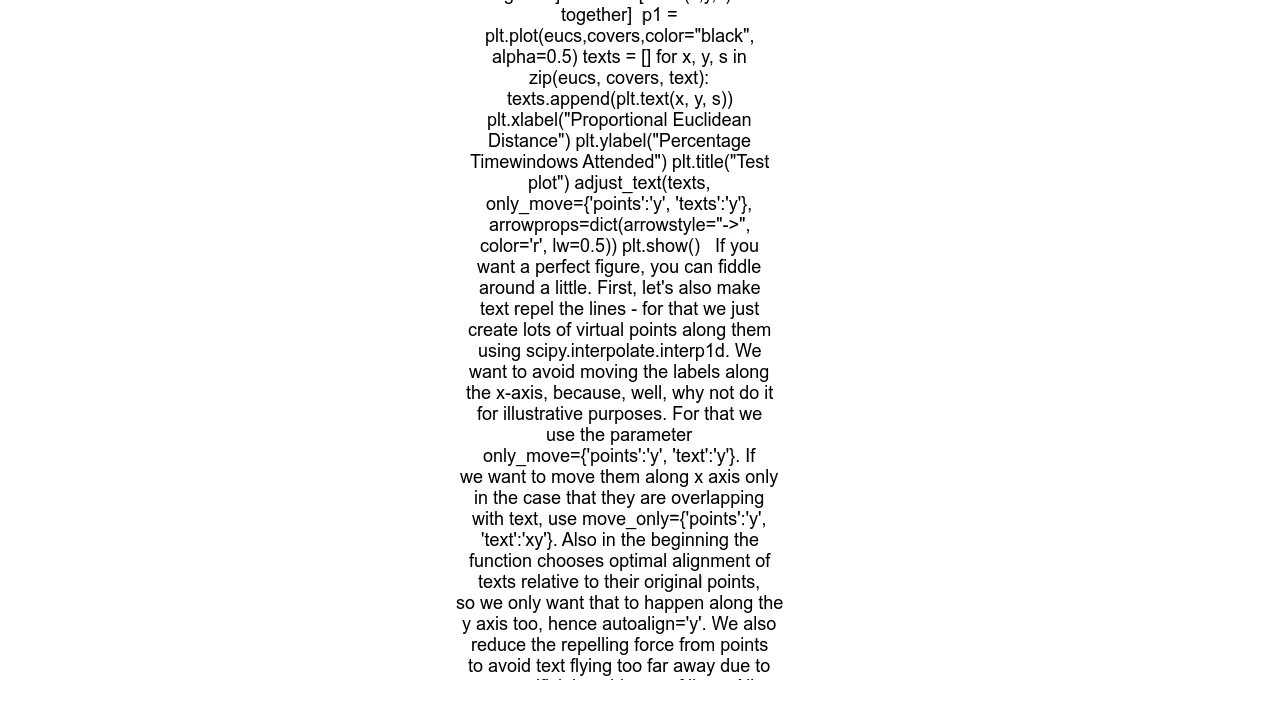 together]  p1 =
plt.plot(eucs,covers,color="black",
alpha=0.5) texts = [] for x, y, s in
zip(eucs, covers, text):
texts.append(plt.text(x, y, s))
plt.xlabel("Proportional Euclidean
Distance") plt.ylabel("Percentage
Timewindows Attended") plt.title("Test
plot") adjust_text(texts,
only_move={'points':'y', 'texts':'y'},
arrowprops=dict(arrowstyle="->",
color='r', lw=0.5)) plt.show()   If you
want a perfect figure, you can fiddle
around a little. First, let's also make
text repel the lines - for that we just
create lots of virtual points along them
using scipy.interpolate.interp1d. We
want to avoid moving the labels along
the x-axis, because, well, why not do it
for illustrative purposes. For that we
use the parameter
only_move={'points':'y', 'text':'y'}. If
we want to move them along x axis only
in the case that they are overlapping
with text, use move_only={'points':'y',
'text':'xy'}. Also in the beginning the
function chooses optimal alignment of
texts relative to their original points,
so we only want that to happen along the
y axis too, hence autoalign='y'. We also
reduce the repelling force from points
to avoid text flying too far away due to